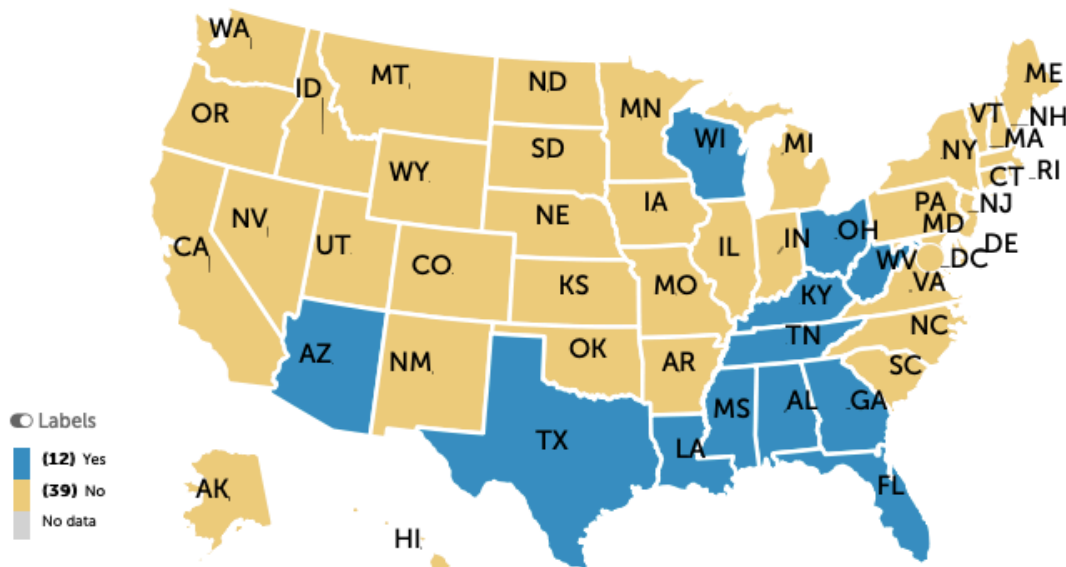 WA
MT
ND
ME
ID
MN
VT
NH
OR
MA
SD
WI
MI
NY
WY
CT
RI
IA
PA
NJ
NE
NV
MD
OH
IN
DE
CA
UT
IL
WV
DC
CO
VA
KS
MO
KY
NC
TN
AZ
OK
NM
AR
SC
MS
AL
GA
Labels
TX
LA
(12) Yes
FL
AK
(39) No
No data
HI